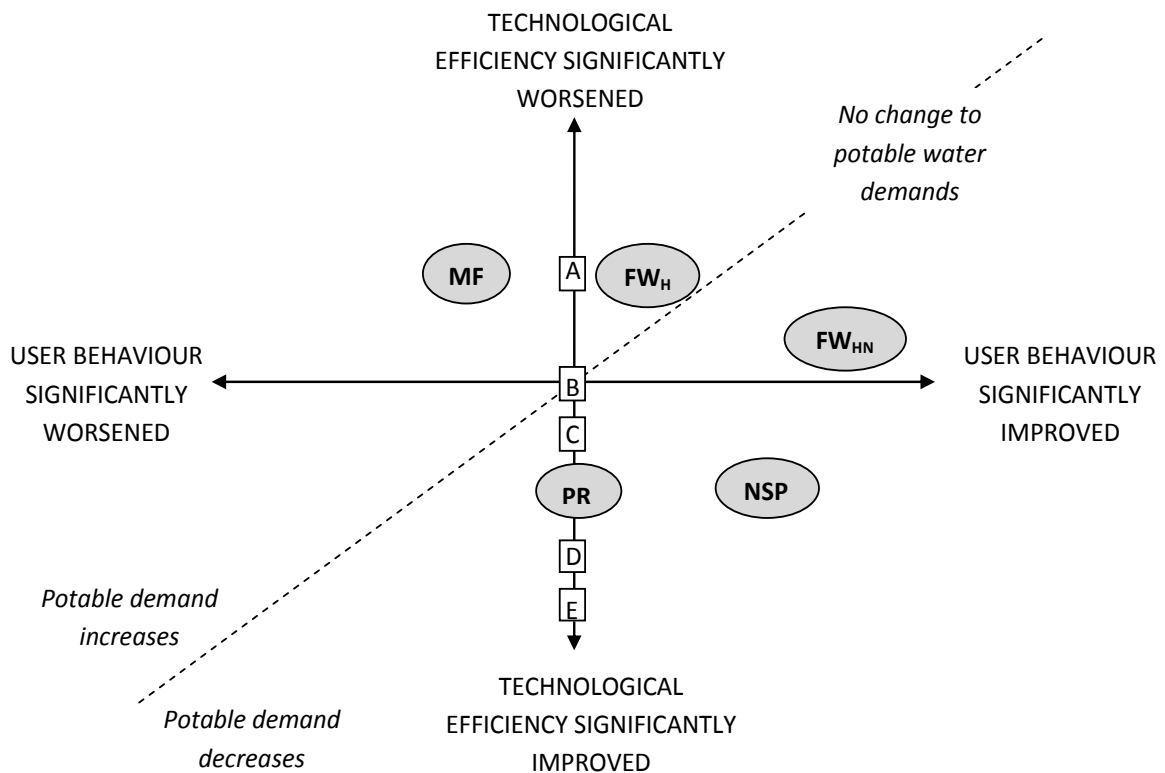 TECHNOLOGICAL
EFFICIENCY SIGNIFICANTLY
WORSENED
No change to
potable water
demands
MF
A
FWH
FWHN
USER BEHAVIOUR
SIGNIFICANTLY
WORSENED
B
USER BEHAVIOUR
SIGNIFICANTLY
IMPROVED
C
PR
NSP
D
E
Potable demand
increases
Potable demand
decreases
TECHNOLOGICAL
EFFICIENCY SIGNIFICANTLY
IMPROVED